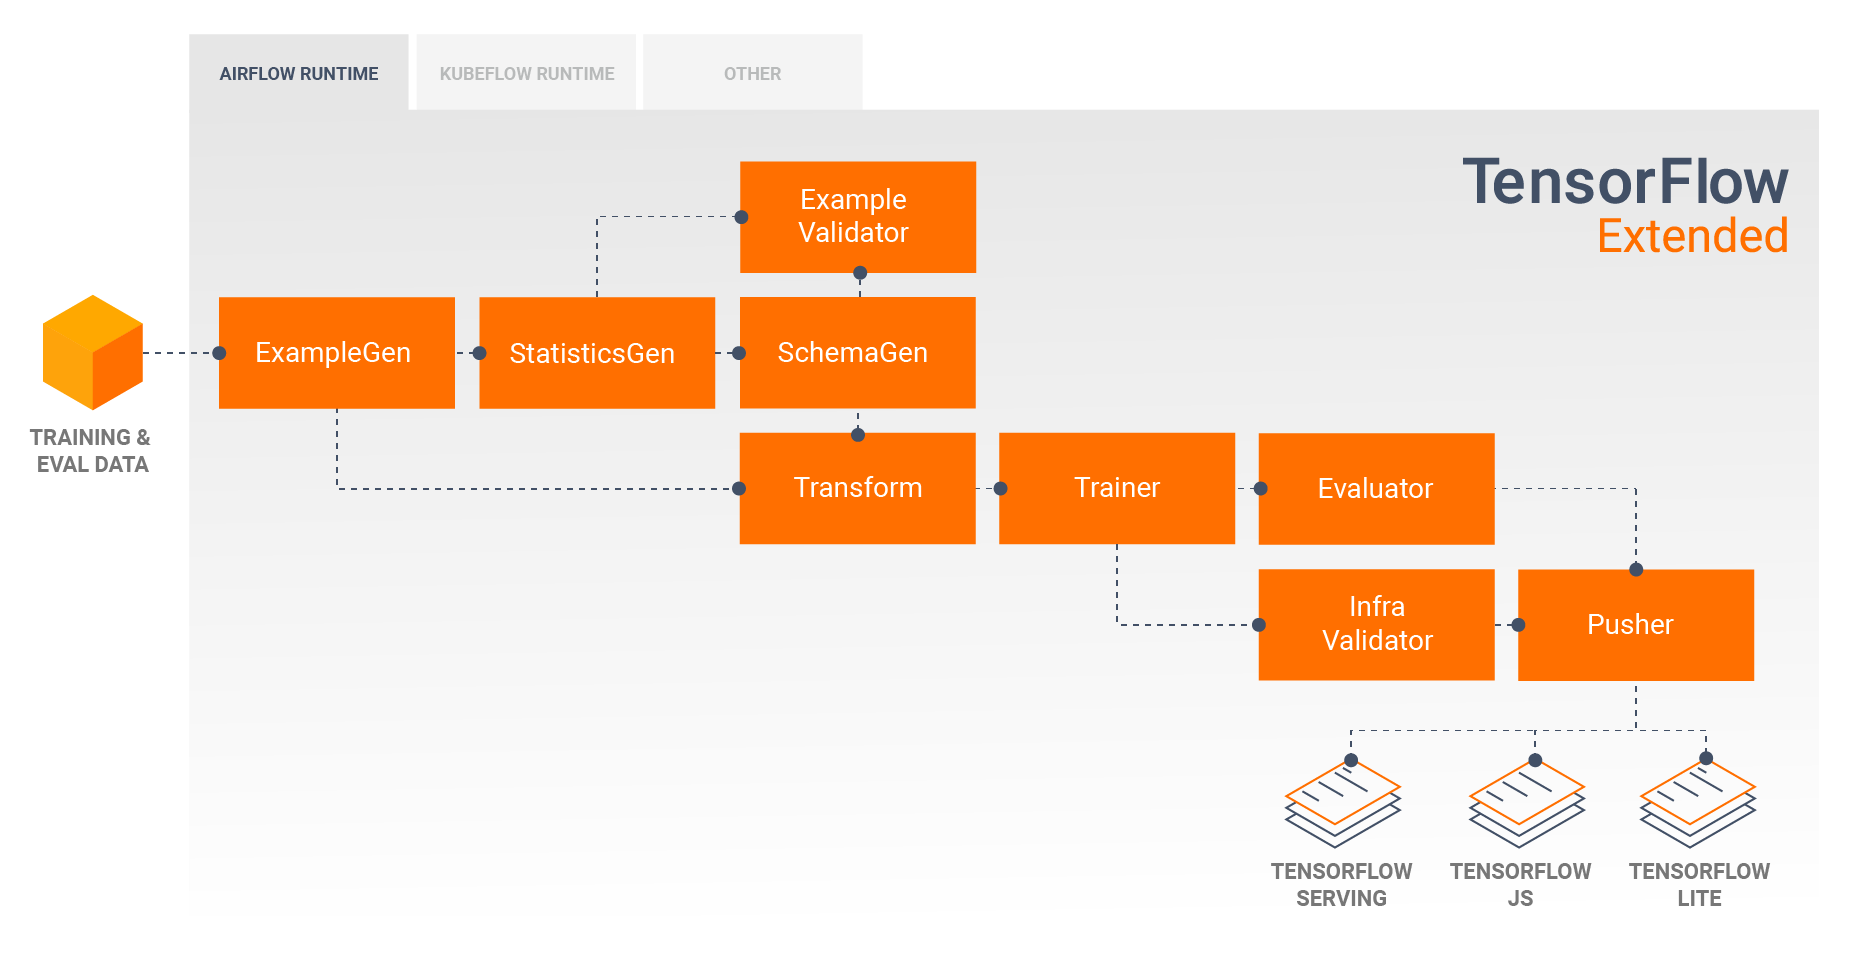 AIRFLOW RUNTIME
KUBEFLOW RUNTIME
OTHER
TensorFlow
Extended
Example
Validator
ExampleGen
StatisticsGen
SchemaGen
TRAINING &
EVAL DATA
Transform
Trainer
Evaluator
Infra
Validator
Pusher
TENSORFLOW
SERVING
TENSORFLOW
JS
TENSORFLOW
LITE